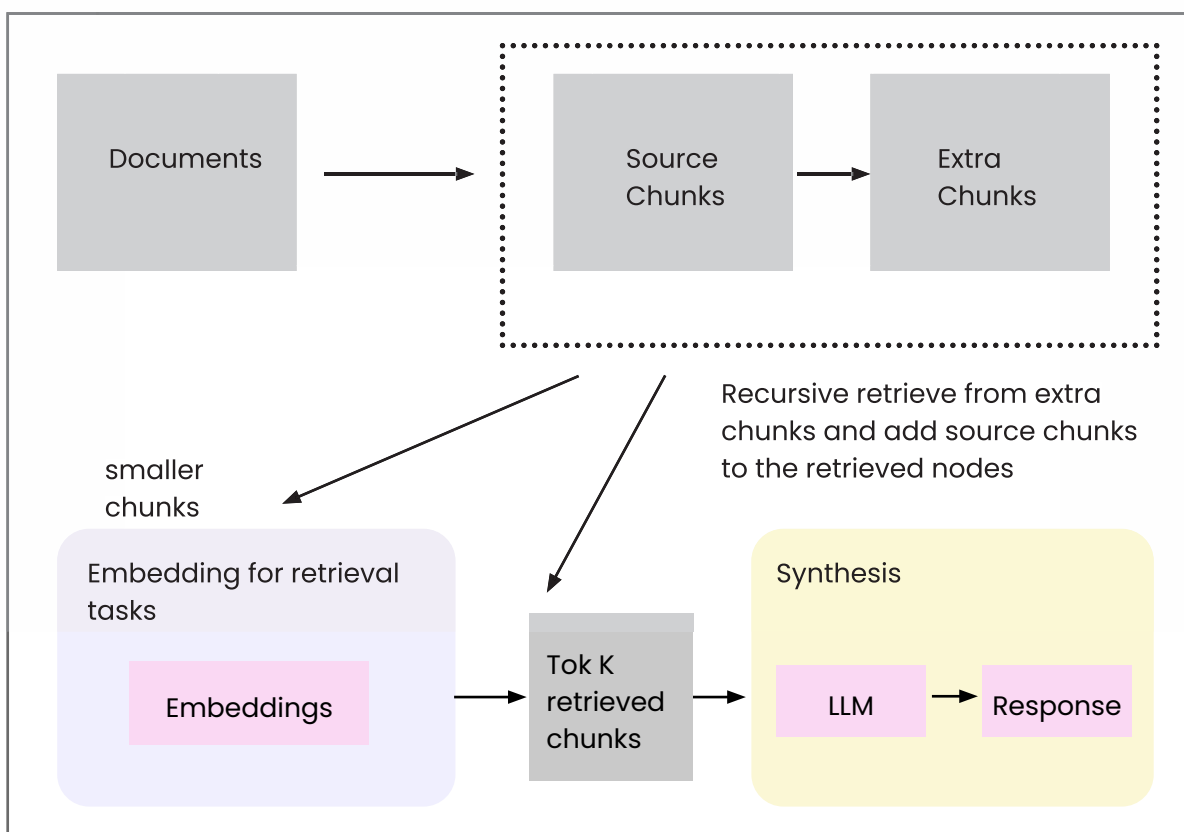 Documents
Source
Chunks
Extra
Chunks
Recursive retrieve from extra
chunks and add source chunks
to the retrieved nodes
smaller
chunks
Embedding for retrieval
tasks
Embeddings
Tok K
retrieved
chunks
Synthesis
LLM
Response